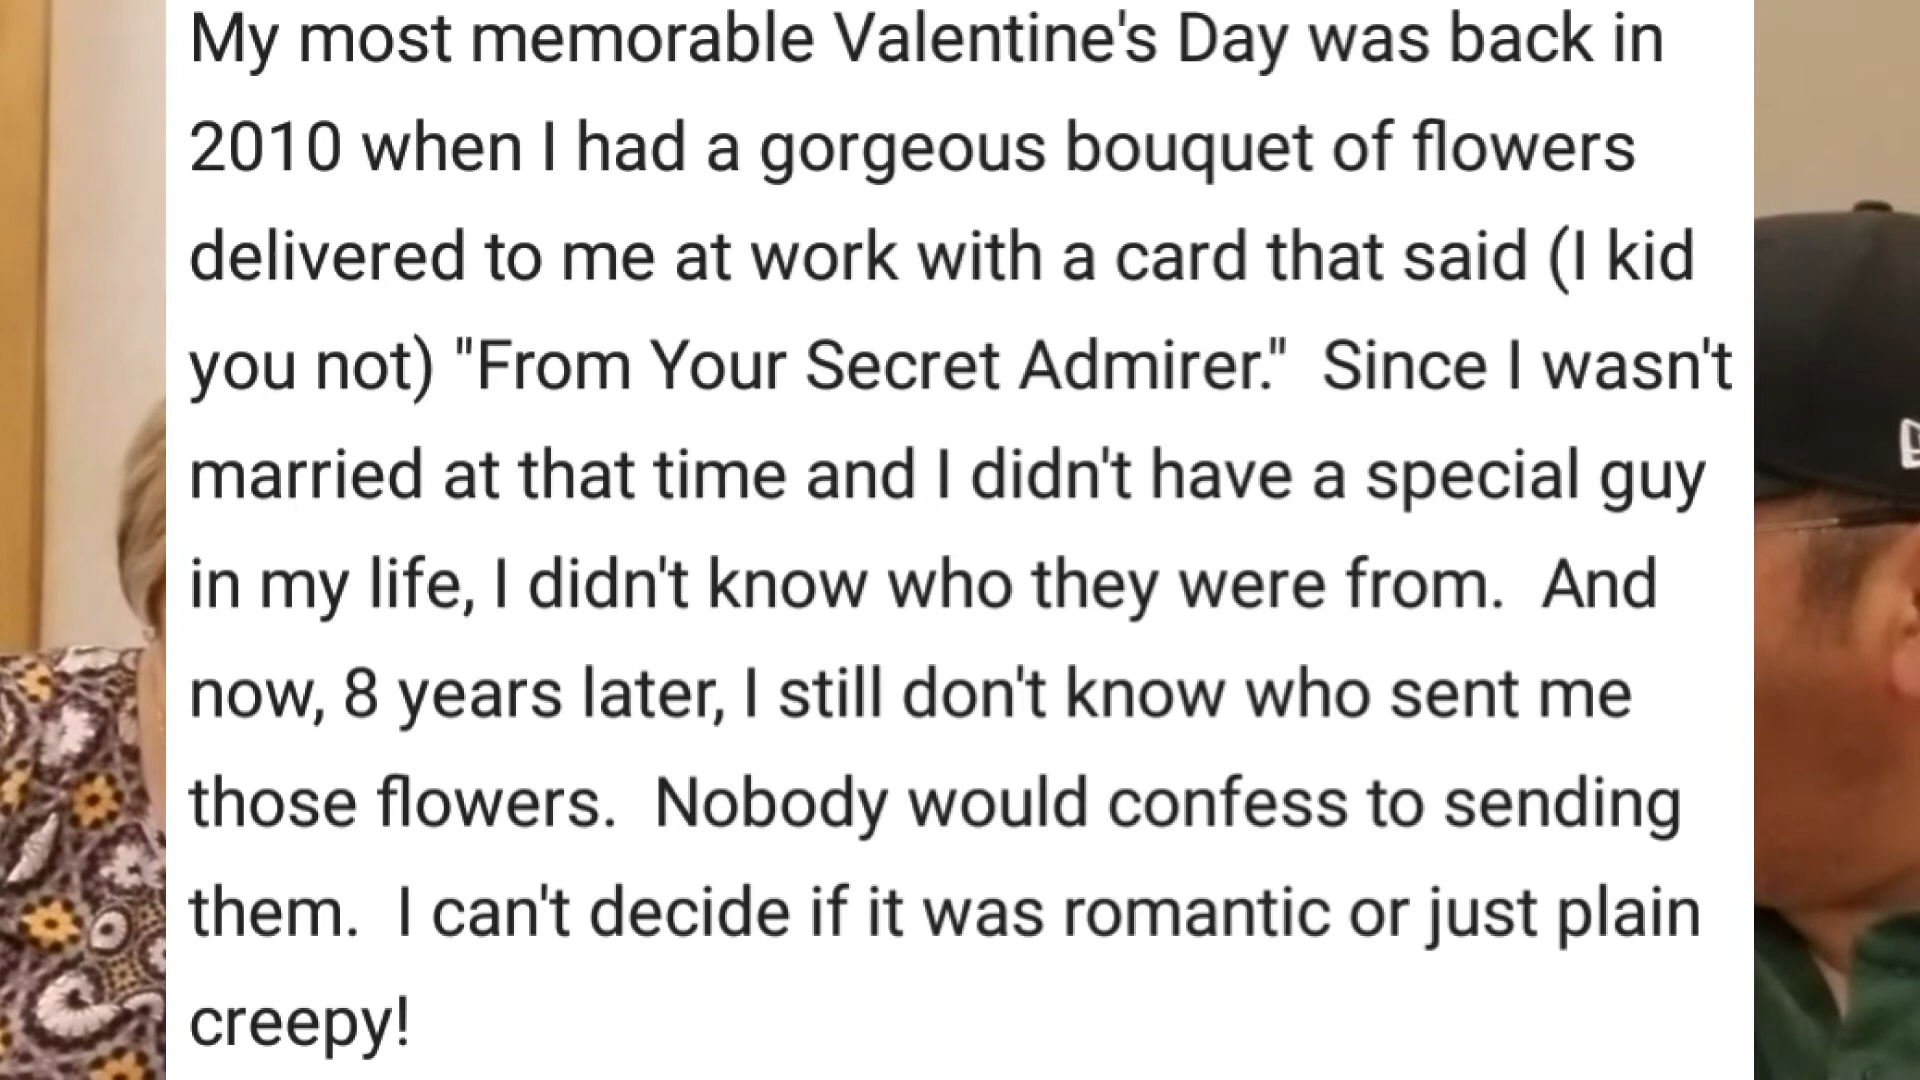 My most memorable Valentine's Day was back in
2010 when I had a gorgeous bouquet of flowers
delivered to me at work with a card that said (I kid
you not) "From Your Secret Admirer."  Since I wasn't
married at that time and I didn't have a special guy
in my life, I didn't know who they were from.  And
now, 8 years later, I still don't know who sent me
those flowers.  Nobody would confess to sending
them.  I can't decide if it was romantic or just plain
creepy!